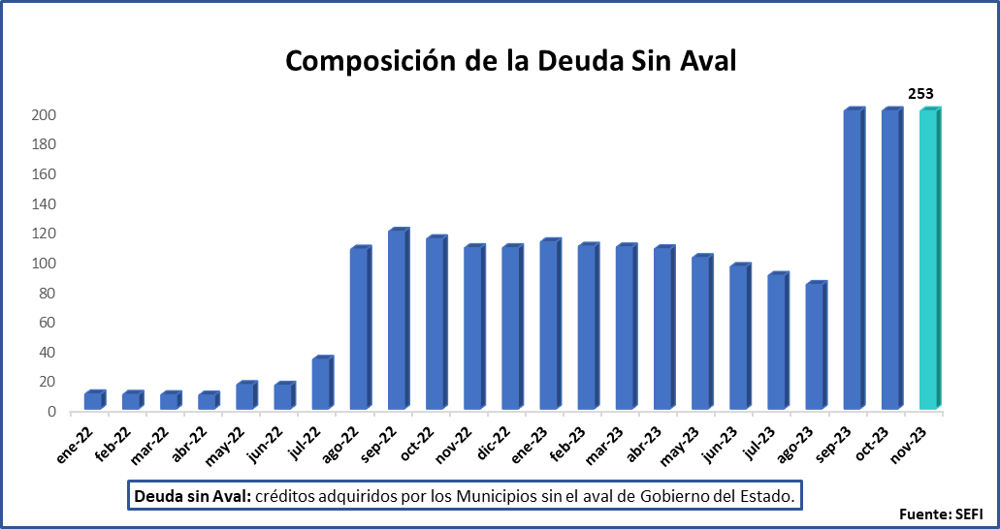 Composición de la Deuda Sin Aval
253
200
180
160
140
120
100
80
60
40
20
0
ene-22
feb-22
mar-22
abr-22
may-22
jun-22
jul-22
ago-22
sep-22
oct-22
nov-22
dic-22
ene-23
feb-23
mar-23
abr-23
may-23
jun-23
jul-23
ago-23
sep-23
oct-23
nov-23
Deuda sin Aval: créditos adquiridos por los Municipios sin el aval de Gobierno del Estado.
Fuente: SEFI